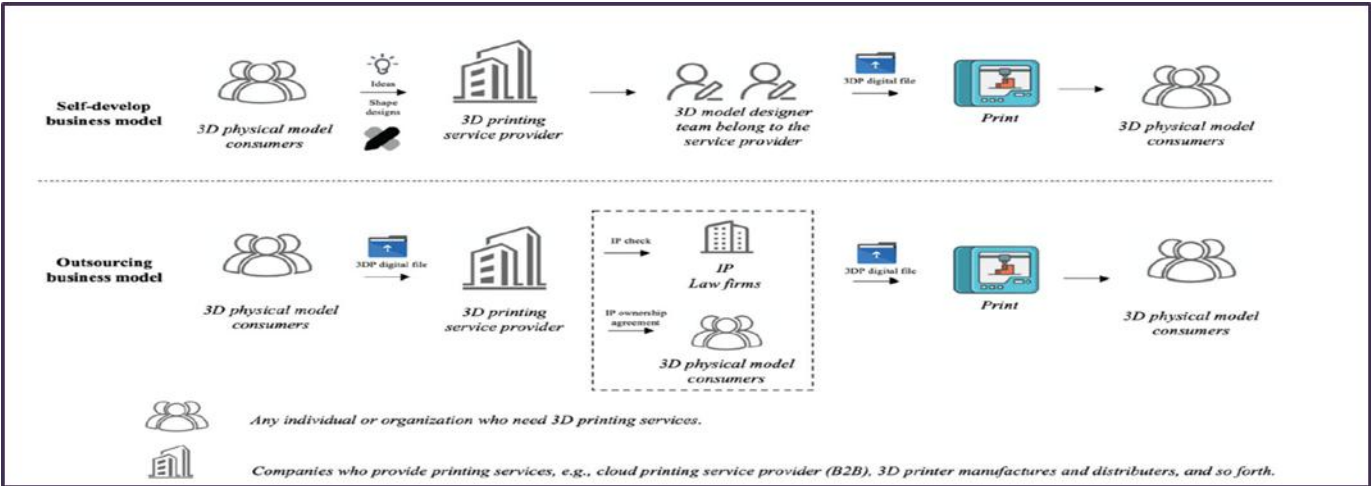 Self-develop
business model
3D physical model
consumers
Ideas
Shape
designs
3D printing
service provider
3D model designer
team belong to the
service provider
3DP digital file
Print
3D physical model
consumers
Outsourcing
business model
3D physical model
consumers
3DP digital file
3D printing
service provider
IP check
IP
Law firms
IP ownership
agreement
3D physical model
consumers
3DP digital file
Print
3D physical model
consumers
Any individual or organization who need 3D printing services.
Companies who provide printing services, e.g., cloud printing service provider (B2B), 3D printer manufactures and distributers, and so forth.